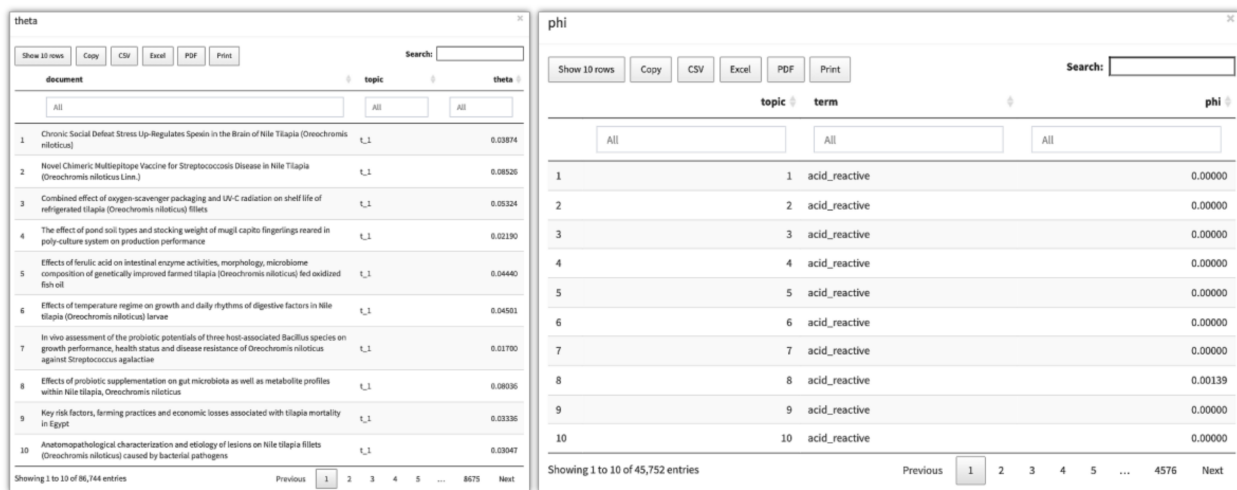 theta
×
Show 10 rows Copy CSV Excel PDF Print Search:
document topic theta
All All All
1 Chronic Social Defeat Stress Up-Regulates Spexin in the Brain of Nile Tilapia (Oreochromis
niloticus) t_1 0.03874
2 Novel Chimeric Multiepitope Vaccine for Streptococcosis Disease in Nile Tilapia
(Oreochromis niloticus Linn.) t_1 0.08526
3 Combined effect of oxygen-scavenger packaging and UV-C radiation on shelf life of
refrigerated tilapia (Oreochromis niloticus) fillets t_1 0.05324
4 The effect of pond soil types and stocking weight of mugil capito fingerlings reared in
poly-culture system on production performance t_1 0.02190
5 Effects of ferulic acid on intestinal enzyme activities, morphology, microbiome
composition of genetically improved farmed tilapia (Oreochromis niloticus) fed oxidized
fish oil t_1 0.04440
6 Effects of temperature regime on growth and daily rhythms of digestive factors in Nile
tilapia (Oreochromis niloticus) larvae t_1 0.04501
7 In vivo assessment of the probiotic potentials of three host-associated Bacillus species on
growth performance, health status and disease resistance of Oreochromis niloticus
against Streptococcus agalactiae t_1 0.01700
8 Effects of probiotic supplementation on gut microbiota as well as metabolite profiles
within Nile tilapia, Oreochromis niloticus t_1 0.08036
9 Key risk factors, farming practices and economic losses associated with tilapia mortality
in Egypt t_1 0.03336
10 Anatomopathological characterization and etiology of lesions on Nile tilapia fillets
(Oreochromis niloticus) caused by bacterial pathogens t_1 0.03047
Showing 1 to 10 of 86,744 entries Previous 1 2 3 4 5 ... 8675 Next
phi
×
Show 10 rows Copy CSV Excel PDF Print Search:
topic term phi
All All All
1 1 acid_reactive 0.00000
2 2 acid_reactive 0.00000
3 3 acid_reactive 0.00000
4 4 acid_reactive 0.00000
5 5 acid_reactive 0.00000
6 6 acid_reactive 0.00000
7 7 acid_reactive 0.00000
8 8 acid_reactive 0.00139
9 9 acid_reactive 0.00000
10 10 acid_reactive 0.00000
Showing 1 to 10 of 45,752 entries Previous 1 2 3 4 5 ... 4576 Next